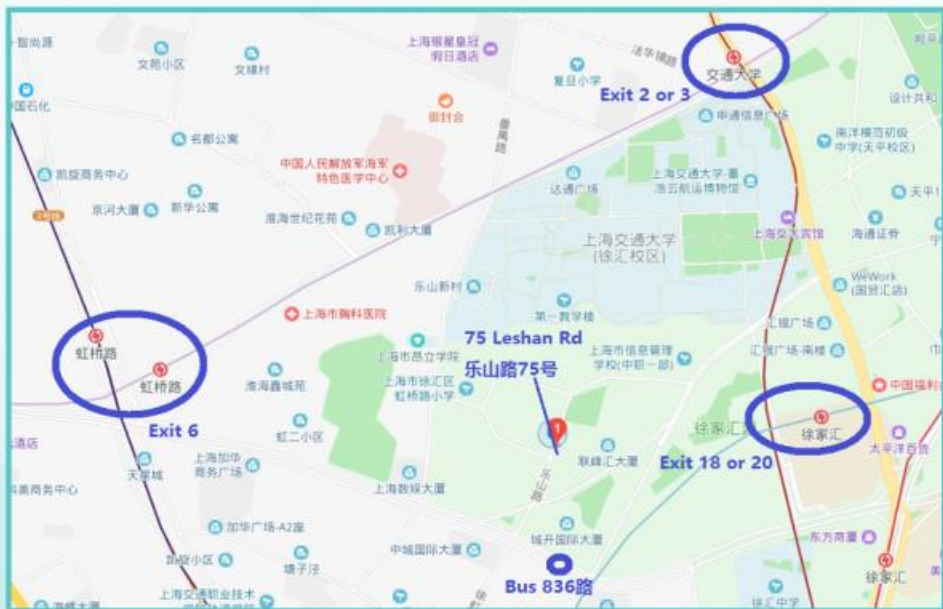 智尚源
文苑小区
文缘村
上海银星皇冠
假日酒店
法华镇路
复旦小学
交通大学
Exit 2 or 3
申通信息广场
设计共和
国石化
名都公寓
御封会
番禺路
南洋模范初级
中学(天平校区)
凯旋商务中心
中国人民解放军海军
特色医学中心
达通广场
上海交通大学-董
浩云航运博物馆
京河大厦
新华公寓
淮海世纪花苑
凯利大厦
上海交通大学
(徐汇校区)
上海交大宾馆
海通证券
乐山新村
WeWork
(国贸汇店)
第一教学楼
上海市胸科医院
75 Leshan Rd
乐山路75号
汇银广场
汇银广场-南楼
虹桥路
虹桥路
上海市昂立学院
上海市信息管理
学校(中职一部)
淮海鑫城苑
上海市徐汇区
虹桥路小学
中国福利
Exit 6
虹二小区
1
徐家汇
徐家汇
太平洋百货
天星城
上海加华
商务广场
联峰汇大厦
Exit 18 or 20
美商务中心
上海数娱大厦
乐山路
加华广场-A2座
城开国际大厦
东方商厦
凯旋小区
塘子泾
中城国际大厦
Bus 836路
徐家汇
上海交通职业技术
徐汇中学